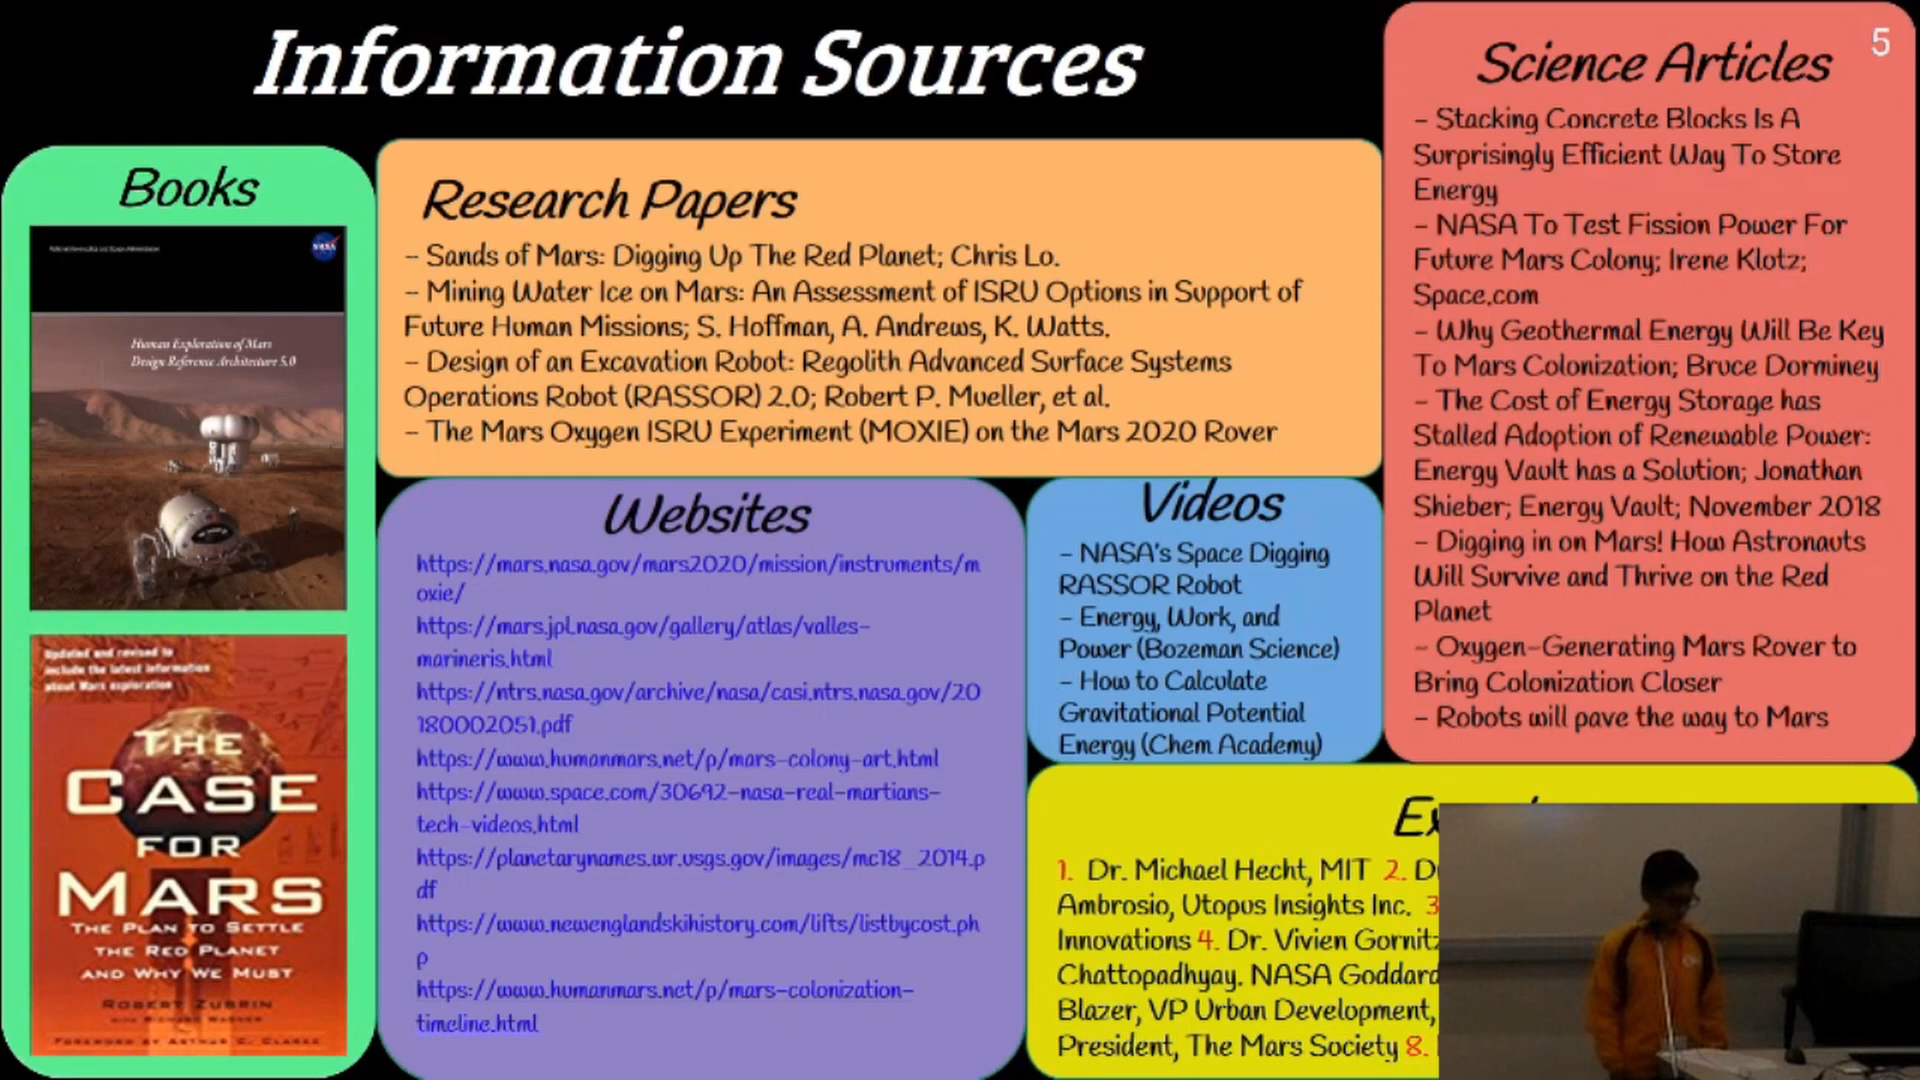 Information Sources
5
Books
NASA
Human Exploration of Mars
Design Reference Architecture 5.0
Updated and revised to
include the latest information
about Mars exploration
THE
CASE
FOR
MARS
THE PLAN TO SETTLE
THE RED PLANET
AND WHY WE MUST
ROBERT ZUBRIN
WITH RICHARD WAGNER
FOREWORD BY ARTHUR C. CLARKE
Research Papers
- Sands of Mars: Digging Up The Red Planet; Chris Lo.
- Mining Water Ice on Mars: An Assessment of ISRU Options in Support of
Future Human Missions; S. Hoffman, A. Andrews, K. Watts.
- Design of an Excavation Robot: Regolith Advanced Surface Systems
Operations Robot (RASSOR) 2.0; Robert P. Mueller, et al.
- The Mars Oxygen ISRU Experiment (MOXIE) on the Mars 2020 Rover
Websites
https://mars.nasa.gov/mars2020/mission/instruments/m
oxie/
https://mars.jpl.nasa.gov/gallery/atlas/valles-
marineris.html
https://ntrs.nasa.gov/archive/nasa/casi.ntrs.nasa.gov/20
180002051.pdf
https://www.humanmars.net/p/mars-colony-art.html
https://www.space.com/30692-nasa-real-martians-
tech-videos.html
https://planetarynames.wr.usgs.gov/images/mc18_2014.p
df
https://www.newenglandskihistory.com/lifts/listbycost.ph
p
https://www.humanmars.net/p/mars-colonization-
timeline.html
Videos
- NASA's Space Digging
RASSOR Robot
- Energy, Work, and
Power (Bozeman Science)
- How to Calculate
Gravitational Potential
Energy (Chem Academy)
Science Articles
- Stacking Concrete Blocks Is A
Surprisingly Efficient Way To Store
Energy
- NASA To Test Fission Power For
Future Mars Colony; Irene Klotz;
Space.com
- Why Geothermal Energy Will Be Key
To Mars Colonization; Bruce Dorminey
- The Cost of Energy Storage has
Stalled Adoption of Renewable Power:
Energy Vault has a Solution; Jonathan
Shieber; Energy Vault; November 2018
- Digging in on Mars! How Astronauts
Will Survive and Thrive on the Red
Planet
- Oxygen-Generating Mars Rover to
Bring Colonization Closer
- Robots will pave the way to Mars
1. Dr. Michael Hecht, MIT 2.
Ambrosio, Utopus Insights Inc. 3
Innovations 4. Dr. Vivien
Chattopadhyay. NASA Goddard
Blazer, VP Urban Development,
President, The Mars Society 8.